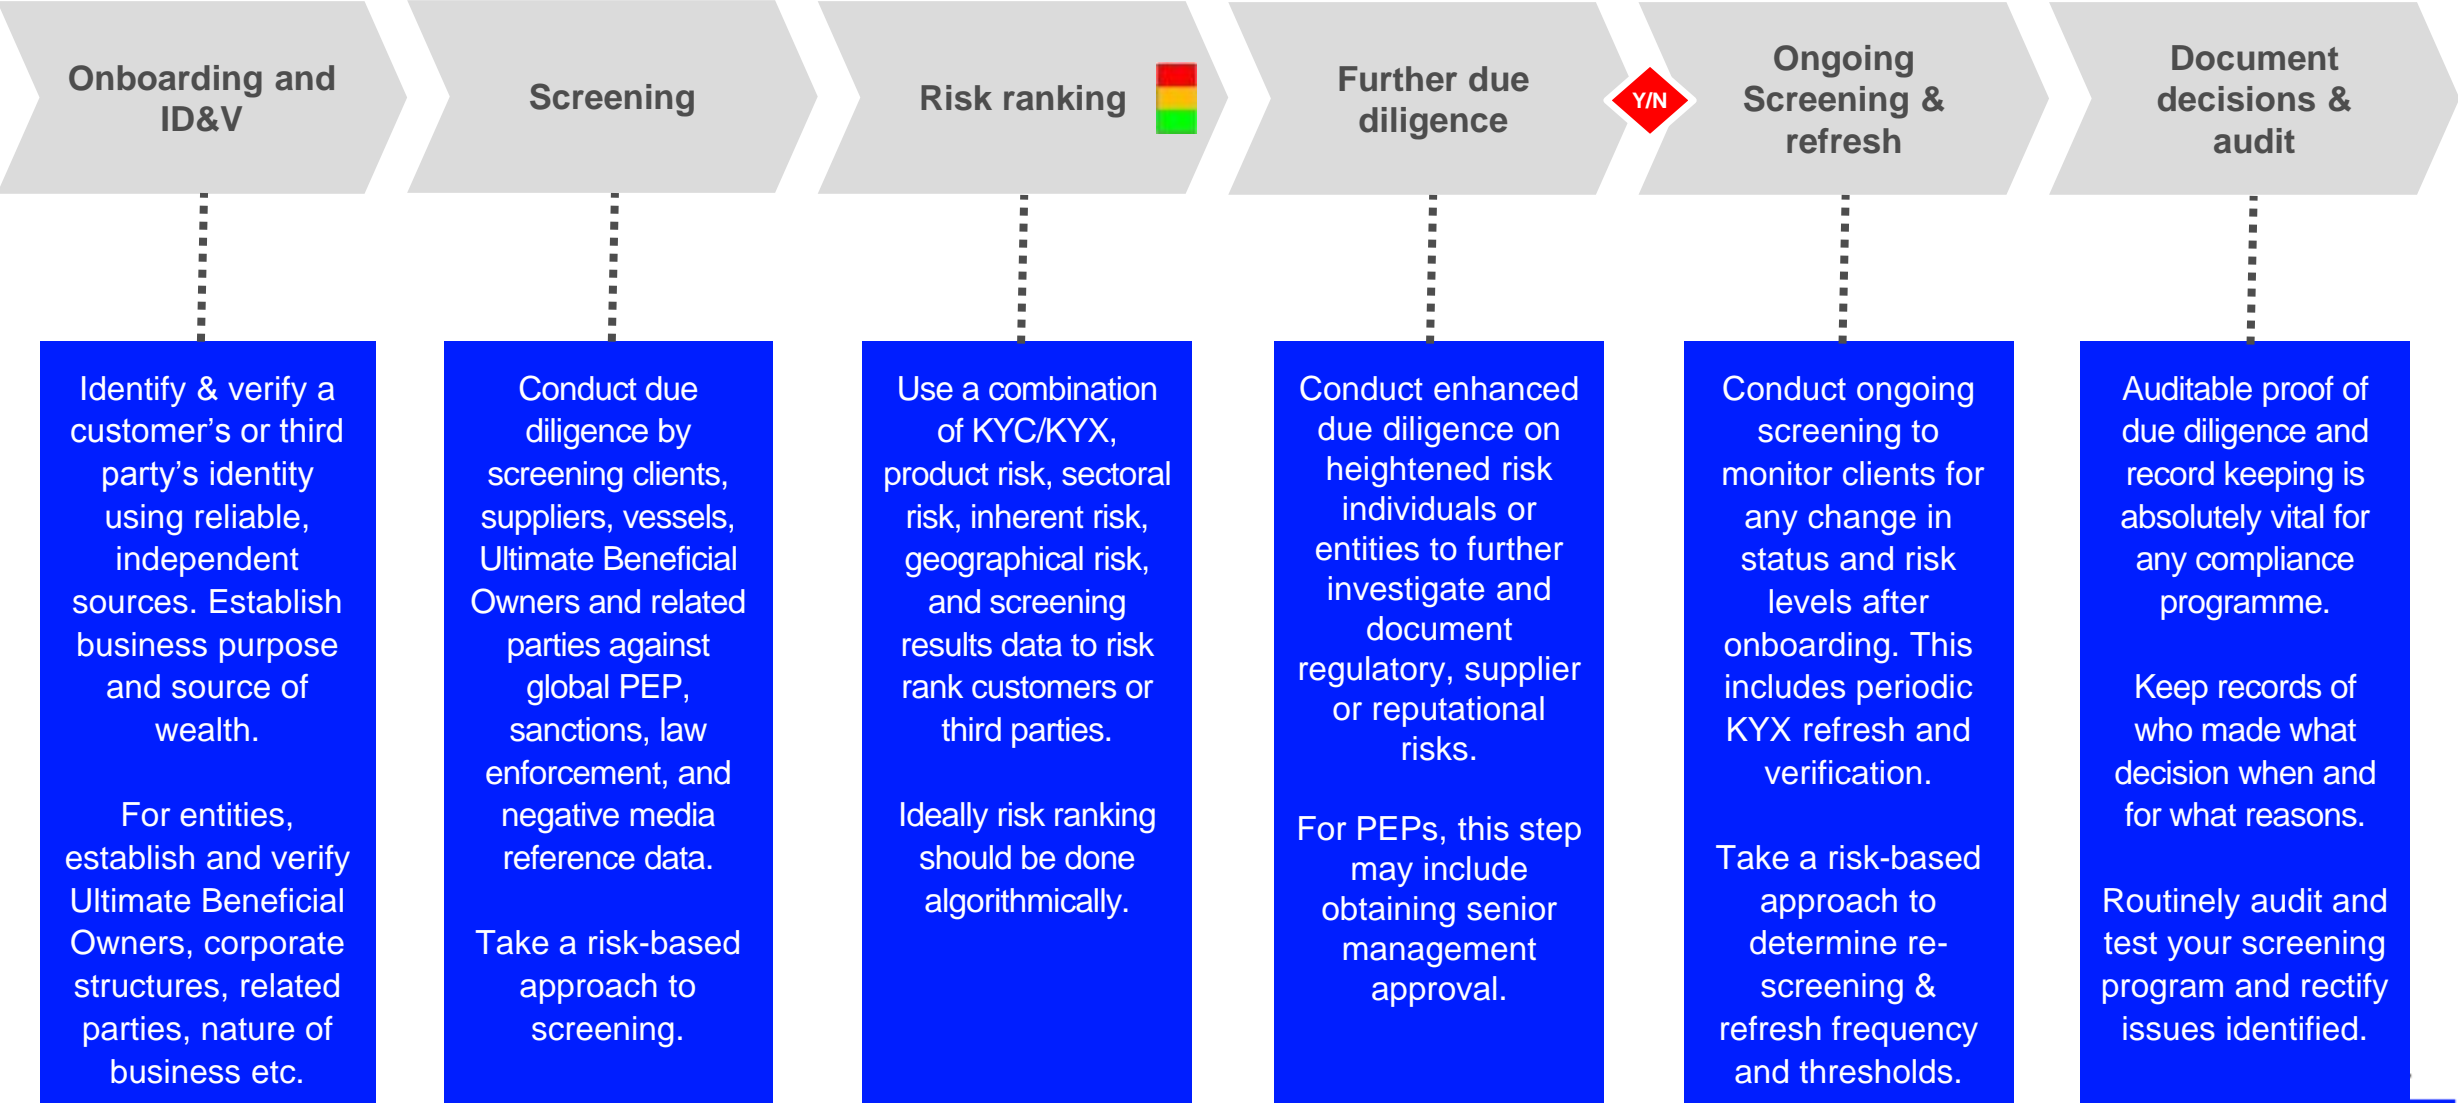 Onboarding and
ID&V
Screening
Risk ranking
Further due
diligence
Y/N
Ongoing
Screening &
refresh
Document
decisions &
audit
Identify & verify a
customer’s or third
party’s identity
using reliable,
independent
sources. Establish
business purpose
and source of
wealth.
For entities,
establish and verify
Ultimate Beneficial
Owners, corporate
structures, related
parties, nature of
business etc.
Conduct due
diligence by
screening clients,
suppliers, vessels,
Ultimate Beneficial
Owners and related
parties against
global PEP,
sanctions, law
enforcement, and
negative media
reference data.
Take a risk-based
approach to
screening.
Use a combination
of KYC/KYX,
product risk, sectoral
risk, inherent risk,
geographical risk,
and screening
results data to risk
rank customers or
third parties.
Ideally risk ranking
should be done
algorithmically.
Conduct enhanced
due diligence on
heightened risk
individuals or
entities to further
investigate and
document
regulatory, supplier
or reputational
risks.
For PEPs, this step
may include
obtaining senior
management
approval.
Conduct ongoing
screening to
monitor clients for
any change in
status and risk
levels after
onboarding. This
includes periodic
KYX refresh and
verification.
Take a risk-based
approach to
determine re-
screening &
refresh frequency
and thresholds.
Auditable proof of
due diligence and
record keeping is
absolutely vital for
any compliance
programme.
Keep records of
who made what
decision when and
for what reasons.
Routinely audit and
test your screening
program and rectify
issues identified.